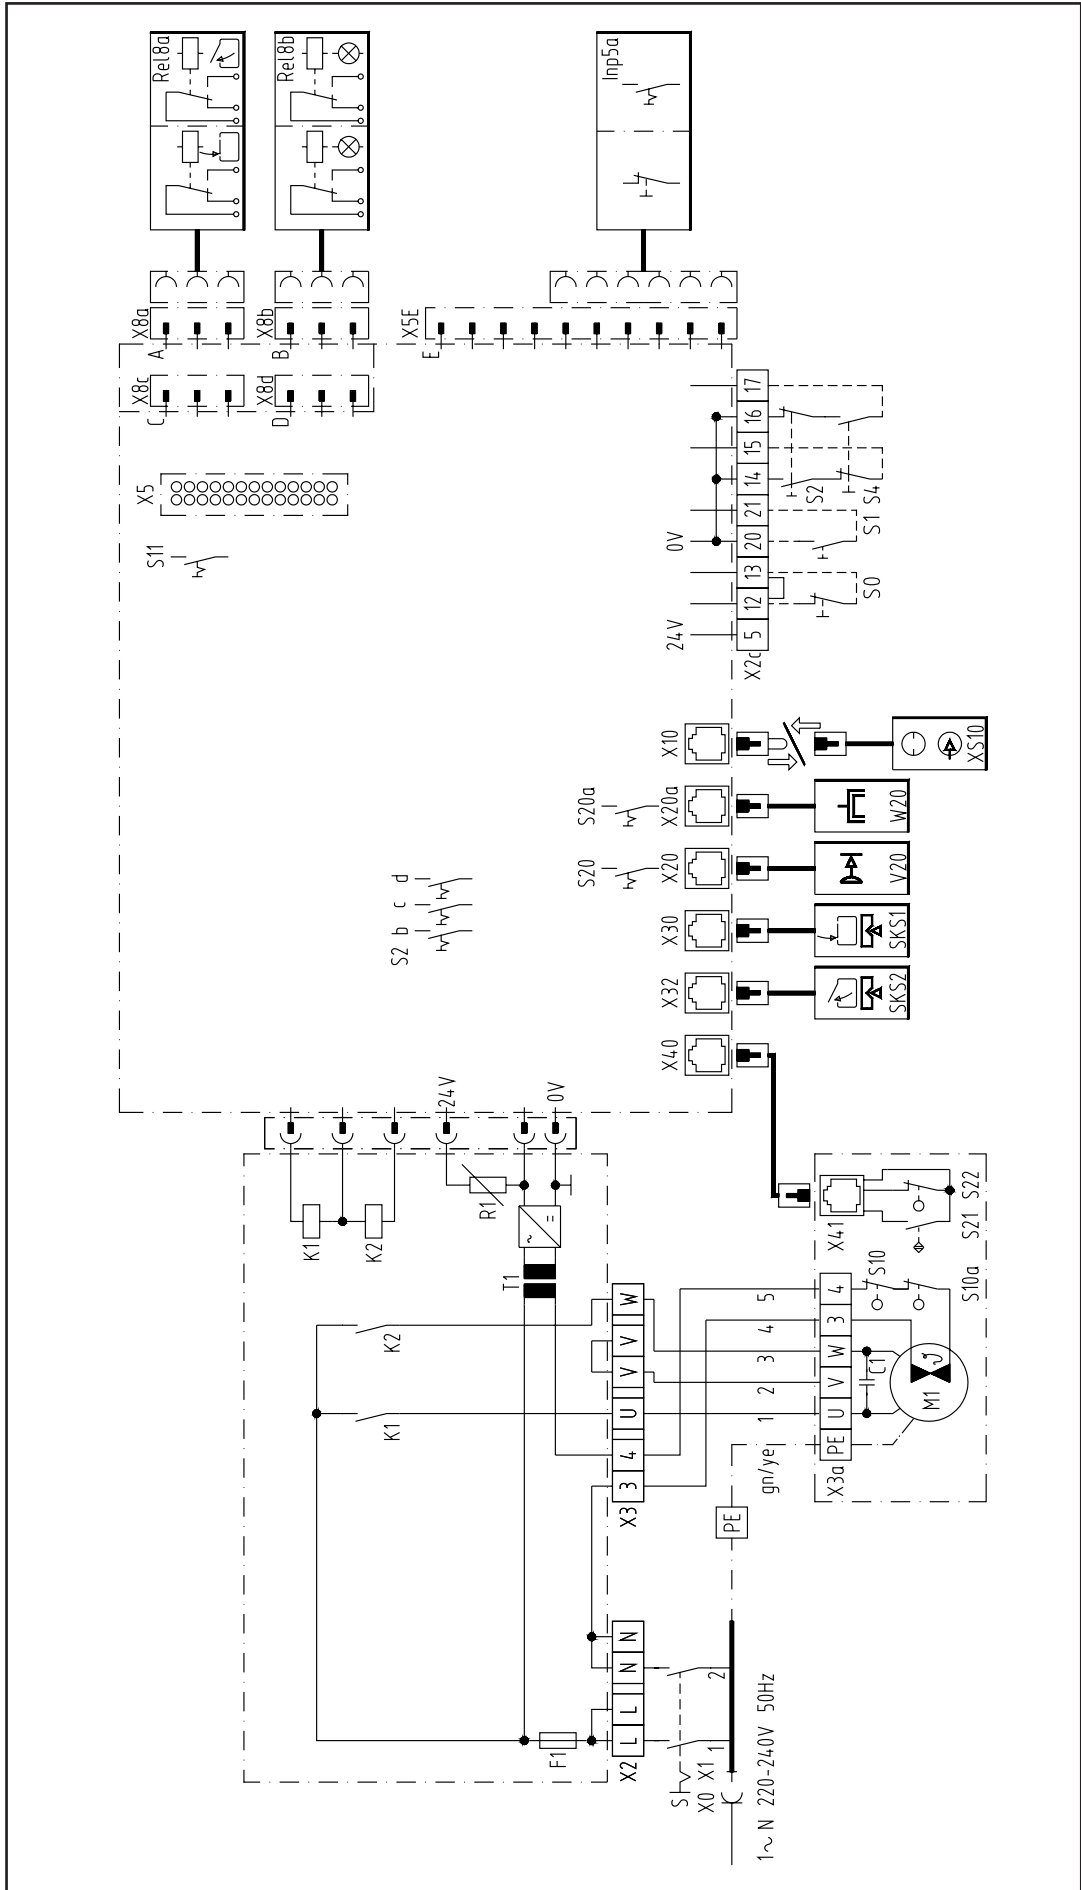 Rel8a
Rel8b
Inp5a
X8a
X8b
X5E
A
B
E
X8c
X8d
C
D
X5
S11
0V
24V
5 12 13 20 21 14 15 16 17
X2c
S0
S1
S2
S4
X10
X20a
X20
X30
X32
X40
S20a
S20
S2 b c d
XS10
W20
V20
SKS1
SKS2
24V
0V
K1
K2
R1
T1
~
=
K2
K1
X3
3 4 U V V W
1 2 3 4 5
gn/ye
PE
X41
S21 S22
S10
S10a
X3a
PE U V W 3 4
C1
M1
ϑ
F1
X2
L L N N
S
X0 X1
1
2
1~ N 220-240V 50Hz